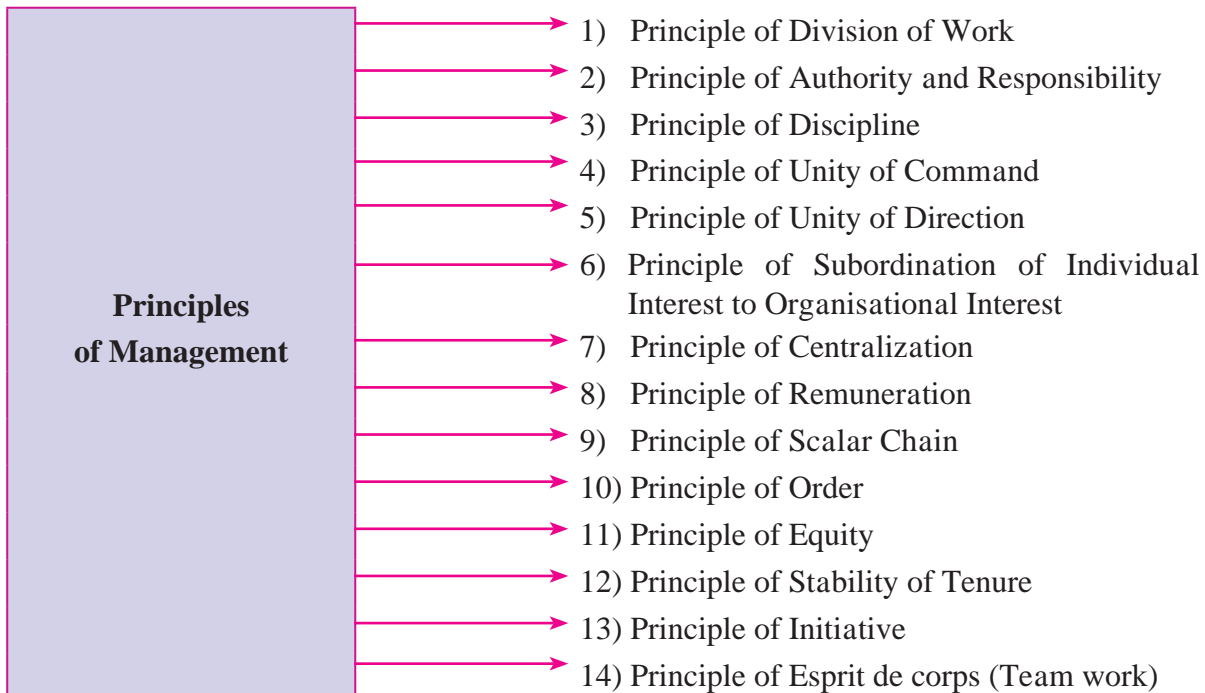 1) Principle of Division of Work
2) Principle of Authority and Responsibility
3) Principle of Discipline
4) Principle of Unity of Command
5) Principle of Unity of Direction
6) Principle of Subordination of Individual
Interest to Organisational Interest
Principles
of Management
7) Principle of Centralization
8) Principle of Remuneration
9) Principle of Scalar Chain
10) Principle of Order
11) Principle of Equity
12) Principle of Stability of Tenure
13) Principle of Initiative
14) Principle of Esprit de corps (Team work)